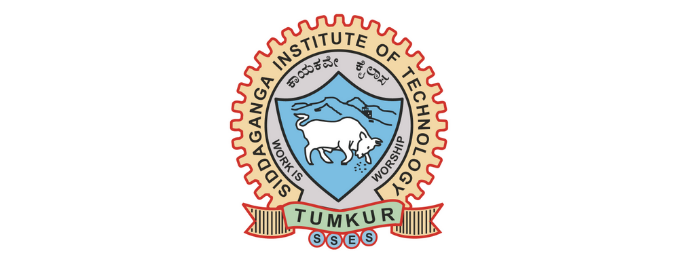 SIDDAGANGA INSTITUTE OF TECHNOLOGY
ಕಾಯಕವೇ ಕೈಲಾಸ
WORK IS
WORSHIP
TUMKUR
SSES